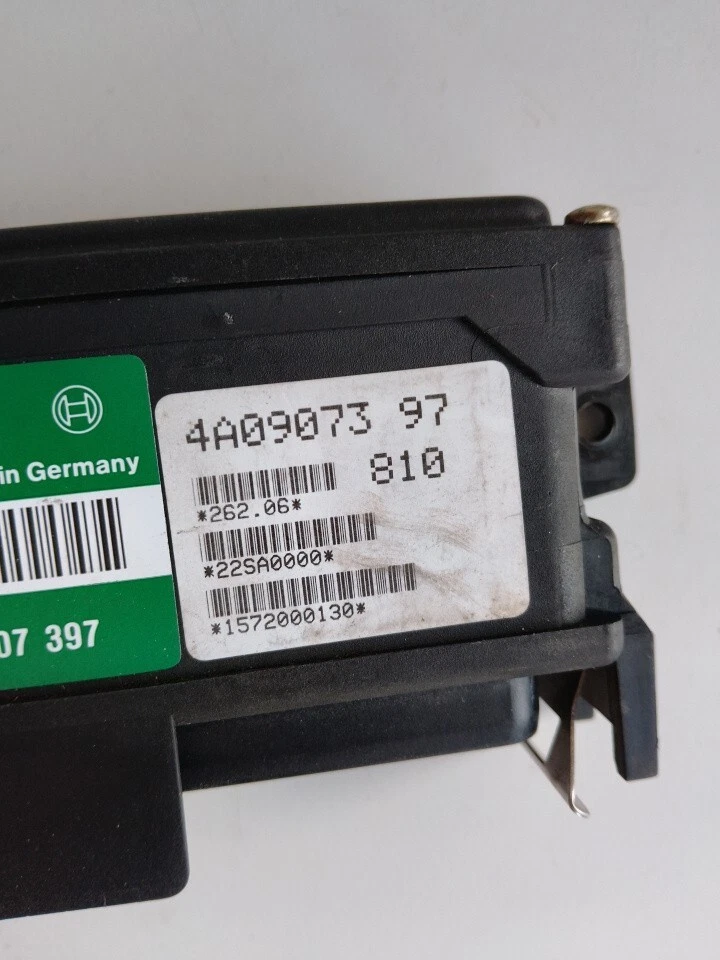 in Germany
07 397
4A09073 97
810
*262.06*
*22SA0000*
*1572000130*